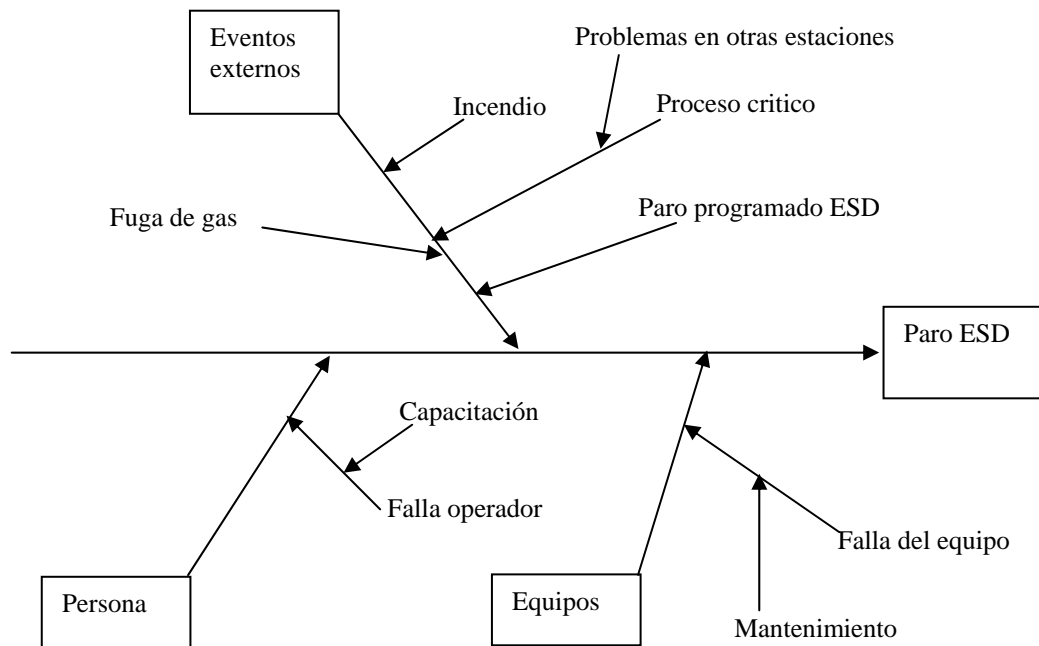 Eventos
externos
Problemas en otras estaciones
Incendio
Proceso critico
Fuga de gas
Paro programado ESD
Paro ESD
Capacitación
Falla operador
Falla del equipo
Persona
Equipos
Mantenimiento